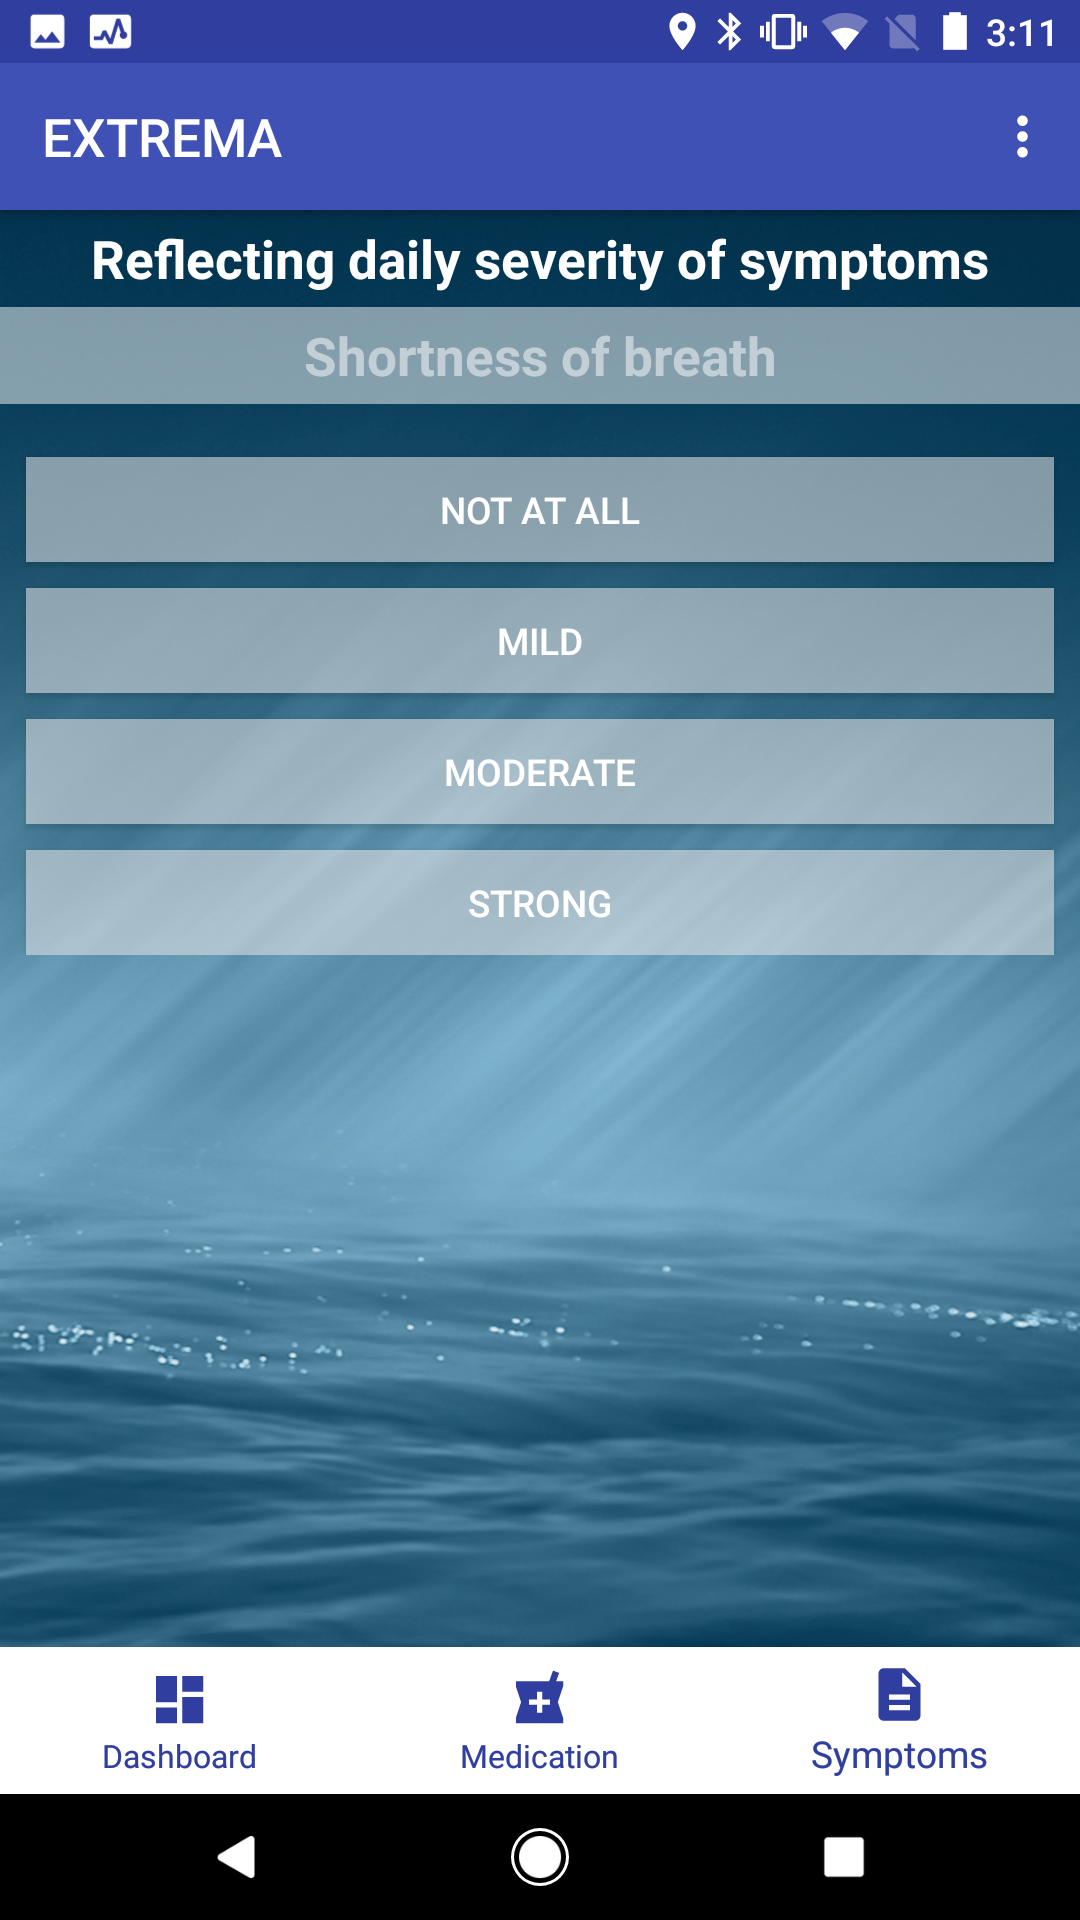 3:11
EXTREMA
Reflecting daily severity of symptoms
Shortness of breath
NOT AT ALL
MILD
MODERATE
STRONG
Dashboard
Medication
Symptoms